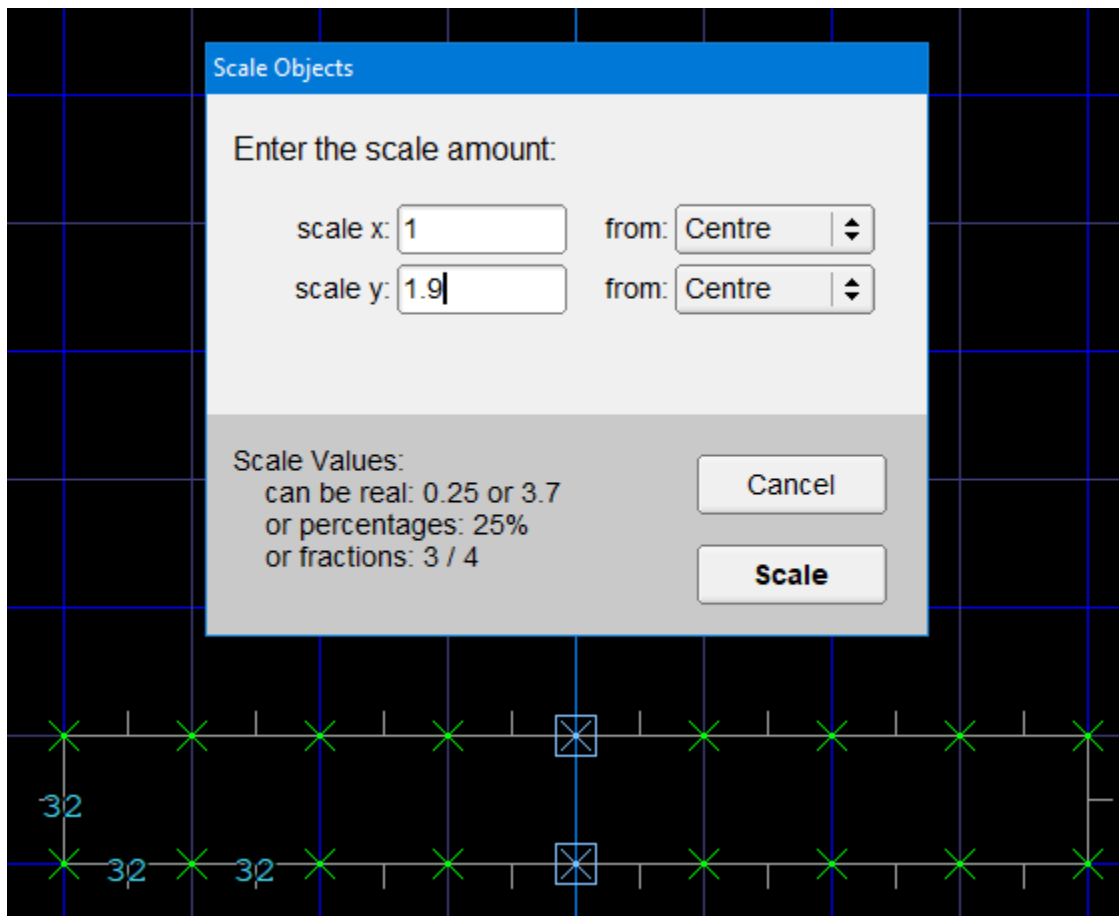 Scale Objects
Enter the scale amount:
scale x: 1 from: Centre
scale y: 1.9 from: Centre
Scale Values:
can be real: 0.25 or 3.7
or percentages: 25%
or fractions: 3 / 4
Cancel
Scale
32
32 32